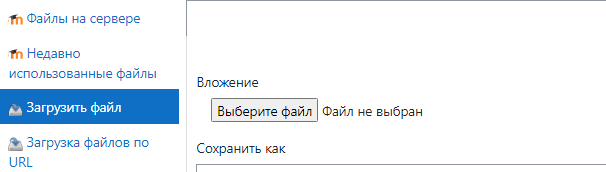 Файлы на сервере
Недавно
использованные файлы
Загрузить файл
Загрузка файлов по
URL
Вложение
Выберите файл Файл не выбран
Сохранить как